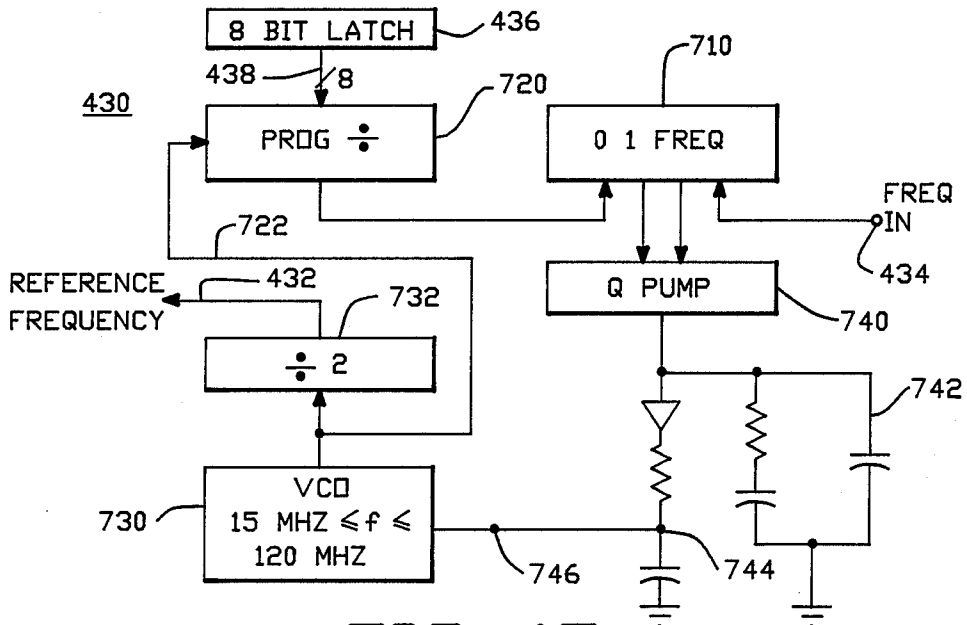 8 BIT LATCH
436
438
8
430
720
710
PROG ÷
0 1 FREQ
722
FREQ
IN
434
REFERENCE
FREQUENCY
432
732
Q PUMP
740
÷ 2
742
VCO
15 MHZ ≤ f ≤
120 MHZ
730
746
744